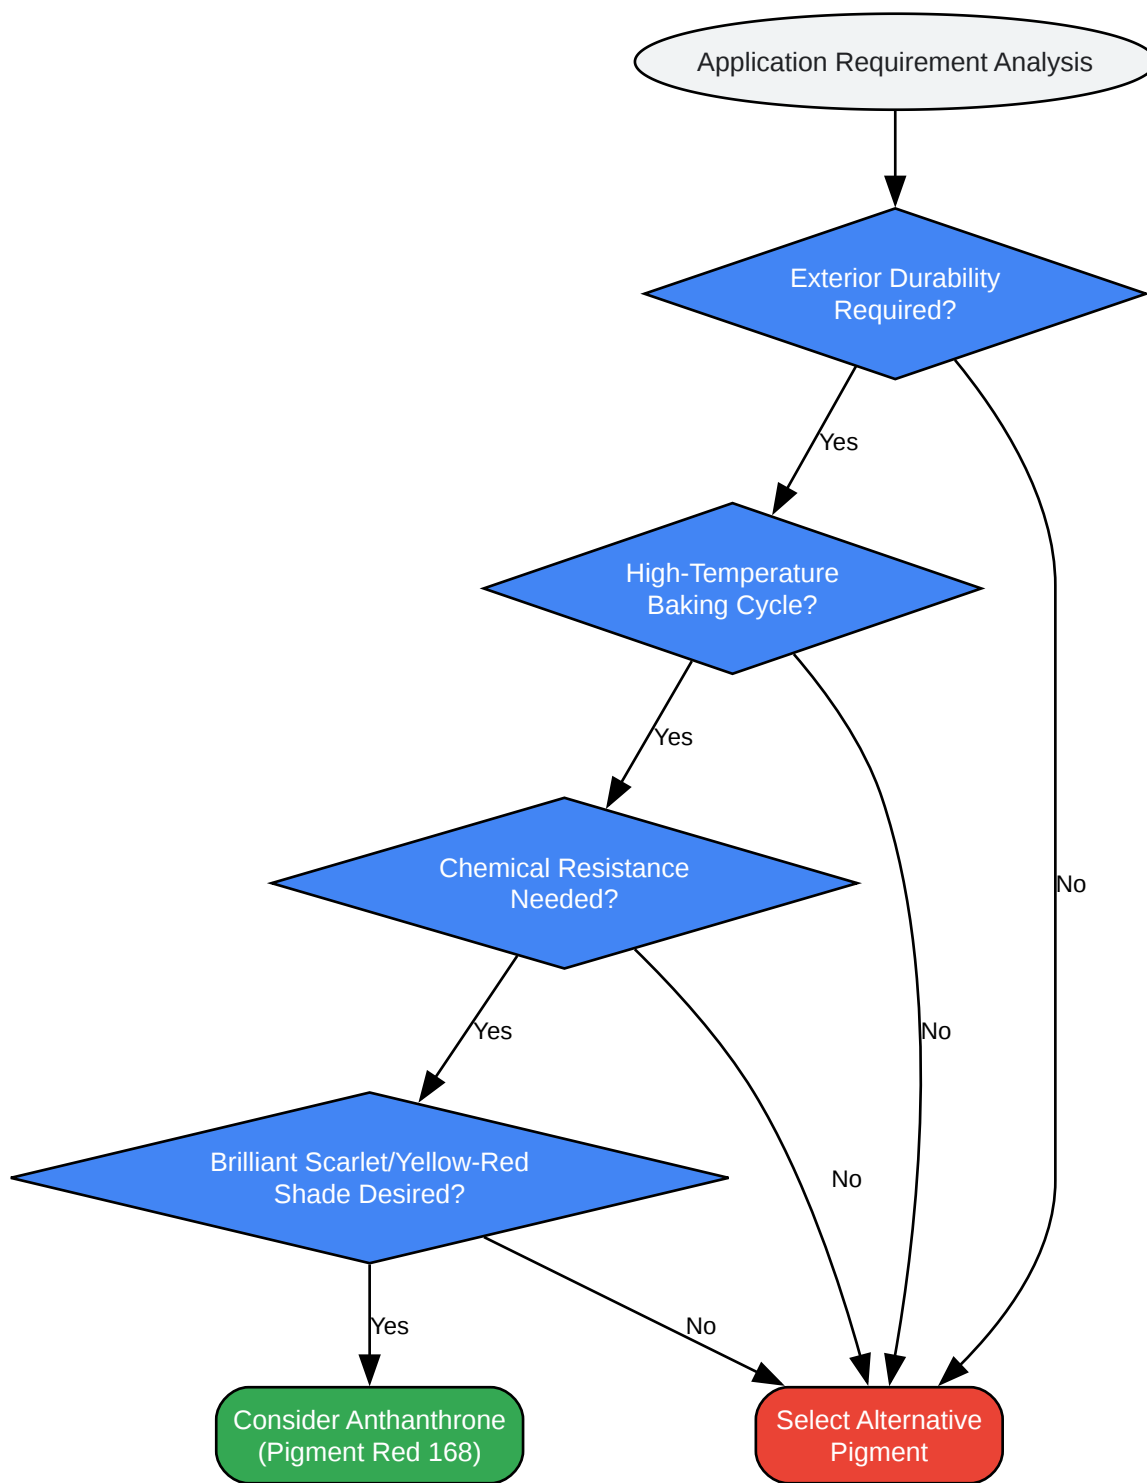 Application Requirement Analysis
Exterior Durability
Required?
Yes
High-Temperature
Baking Cycle?
Yes
Chemical Resistance
Needed?
No
Yes
No
Brilliant Scarlet/Yellow-Red
Shade Desired?
No
Yes
No
Consider Anthanthrone
(Pigment Red 168)
Select Alternative
Pigment